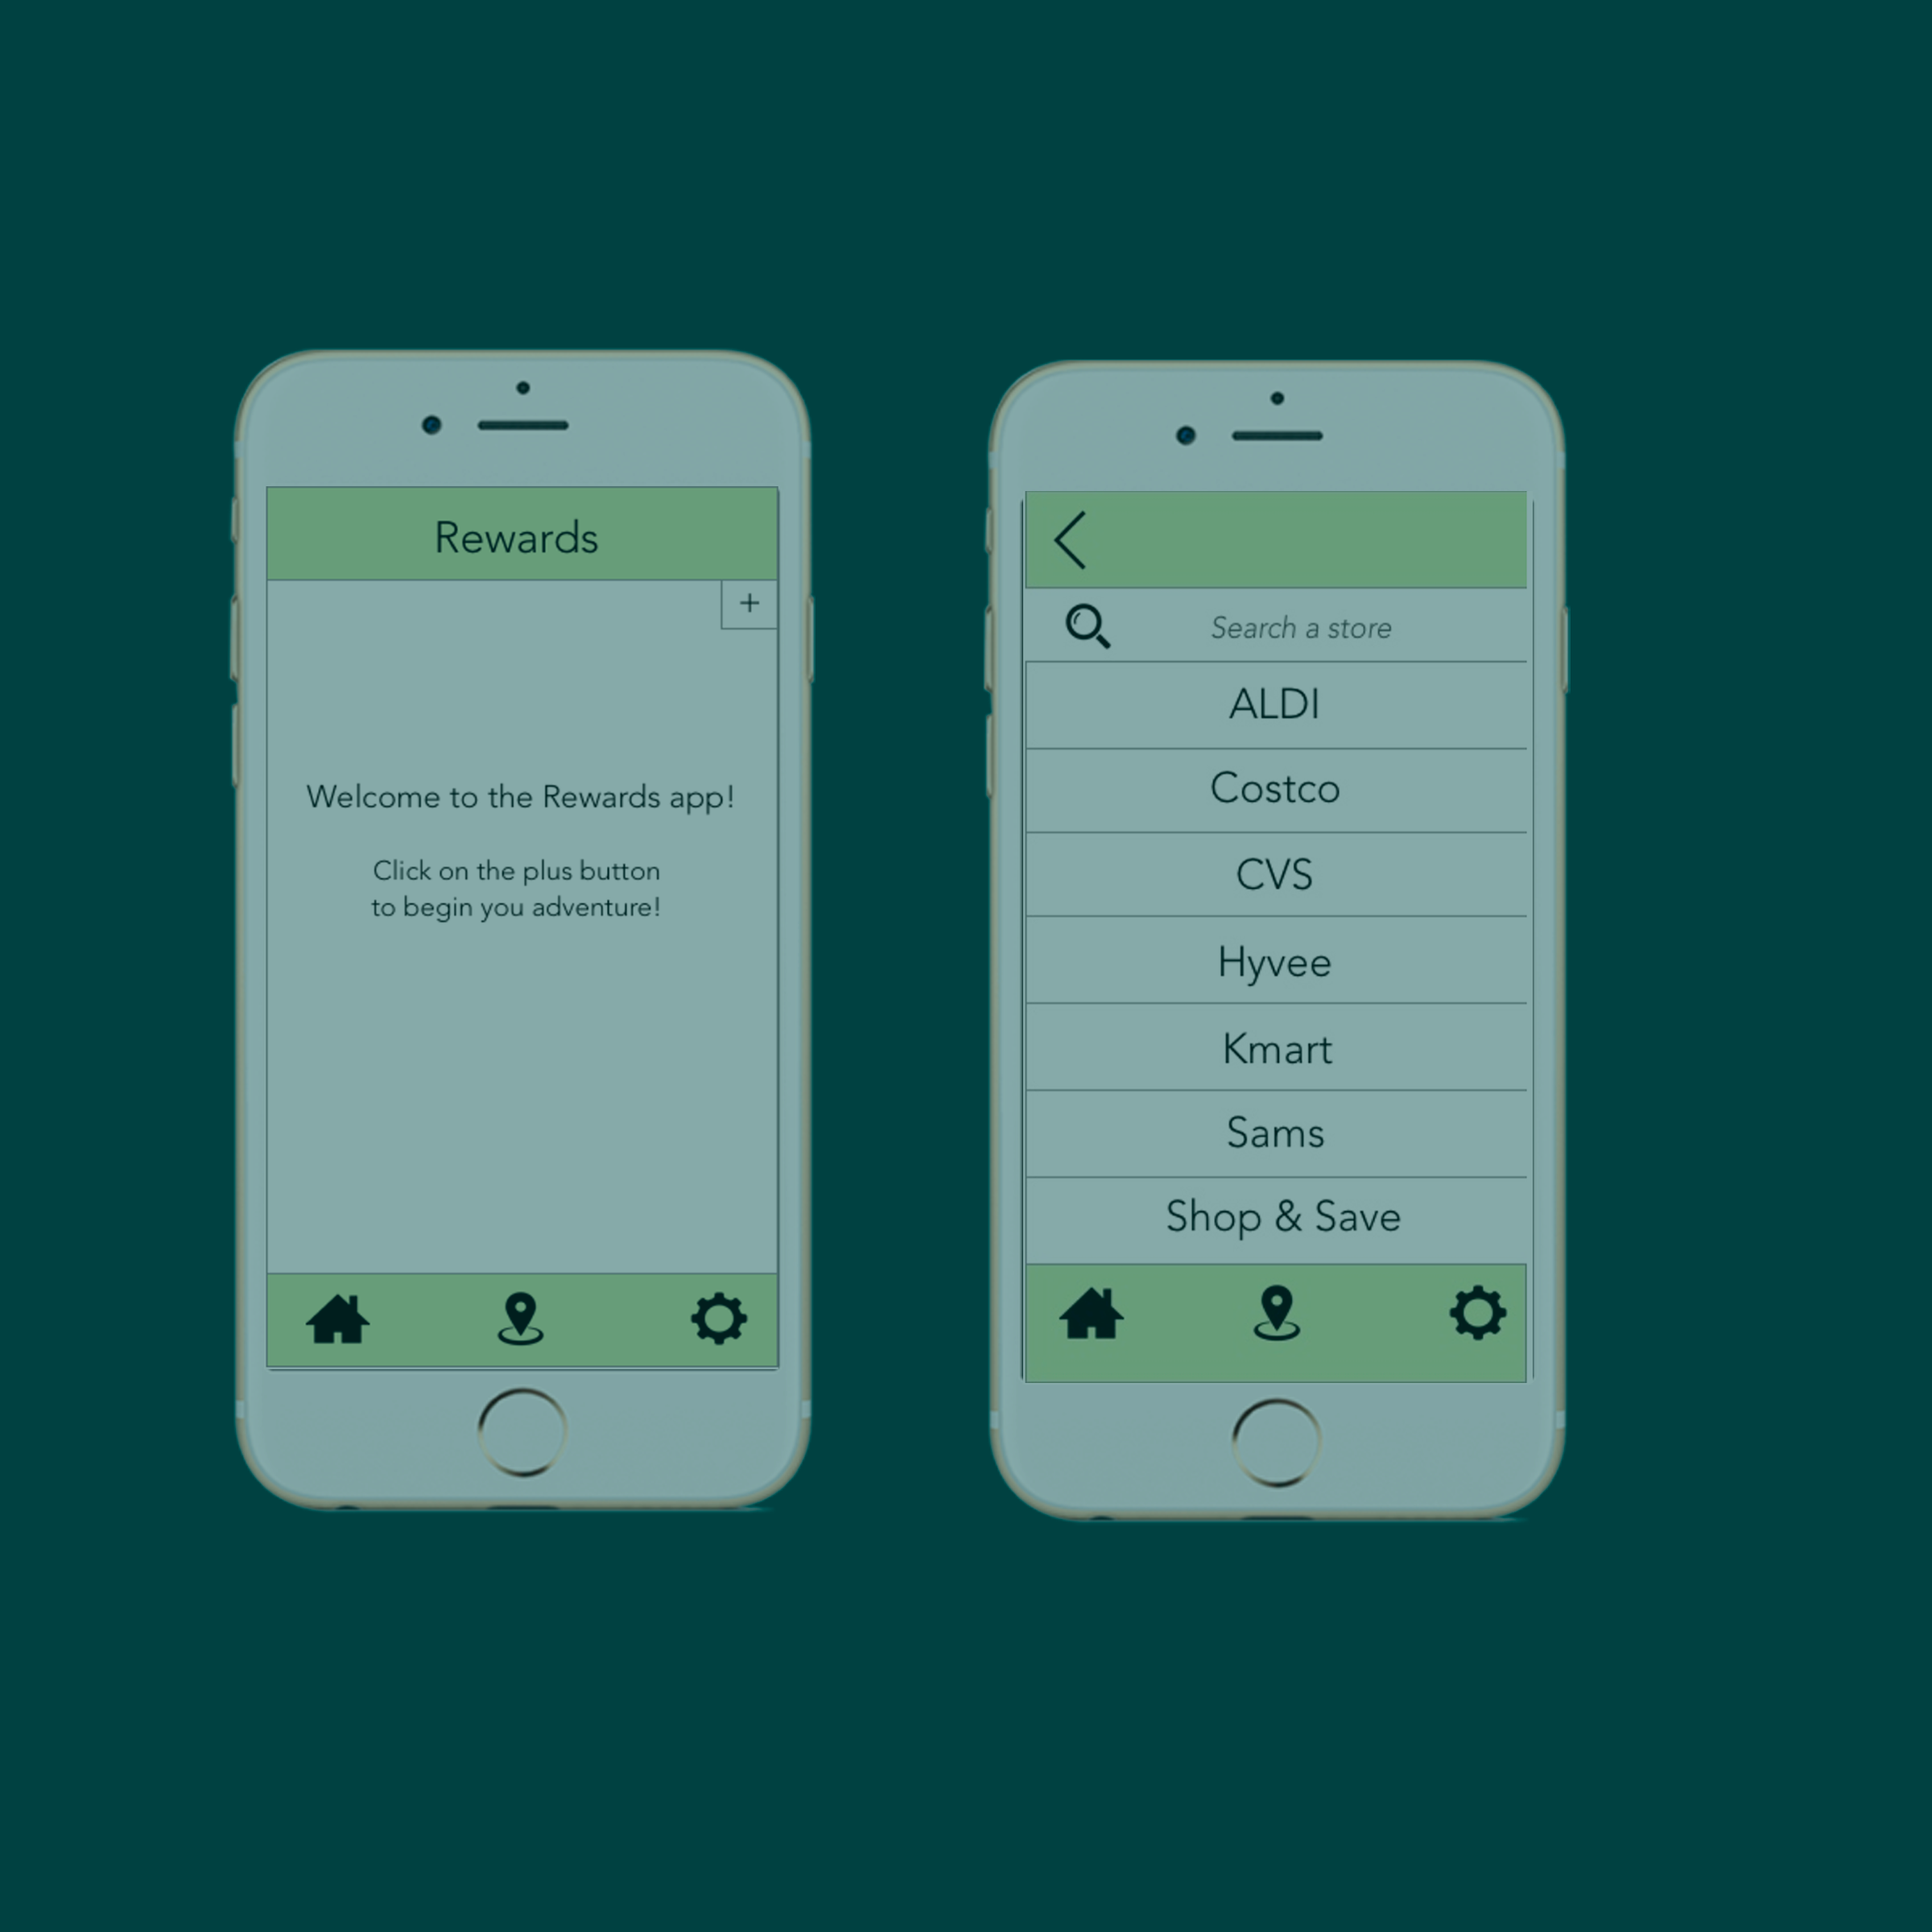 Rewards
+
Welcome to the Rewards app!
Click on the plus button
to begin you adventure!
Search a store
ALDI
Costco
CVS
Hyvee
Kmart
Sams
Shop & Save